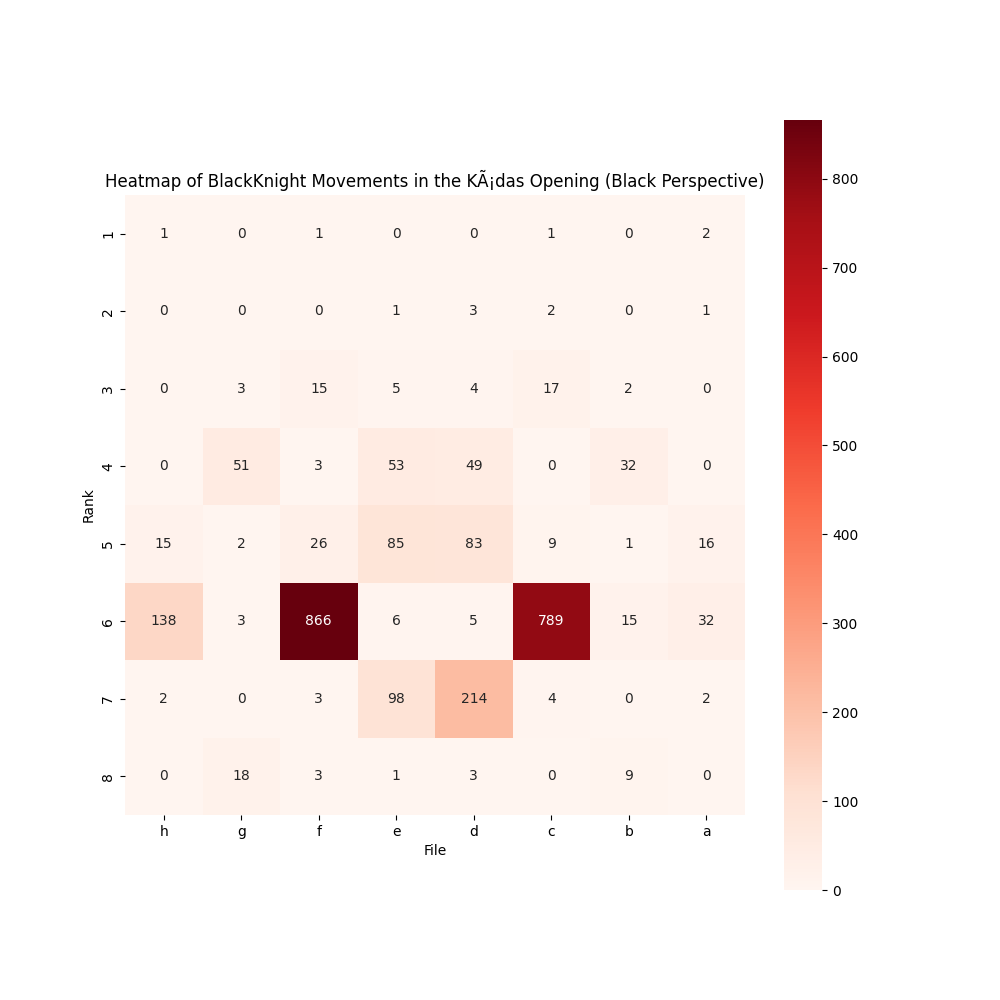 Heatmap of BlackKnight Movements in the KÃ¡das Opening (Black Perspective)
1 1 0 1 0 0 1 0 2
2 0 0 0 1 3 2 0 1
3 0 3 15 5 4 17 2 0
4 0 51 3 53 49 0 32 0
5 15 2 26 85 83 9 1 16
6 138 3 866 6 5 789 15 32
7 2 0 3 98 214 4 0 2
8 0 18 3 1 3 0 9 0
h g f e d c b a
File
Rank
800
700
600
500
400
300
200
100
0